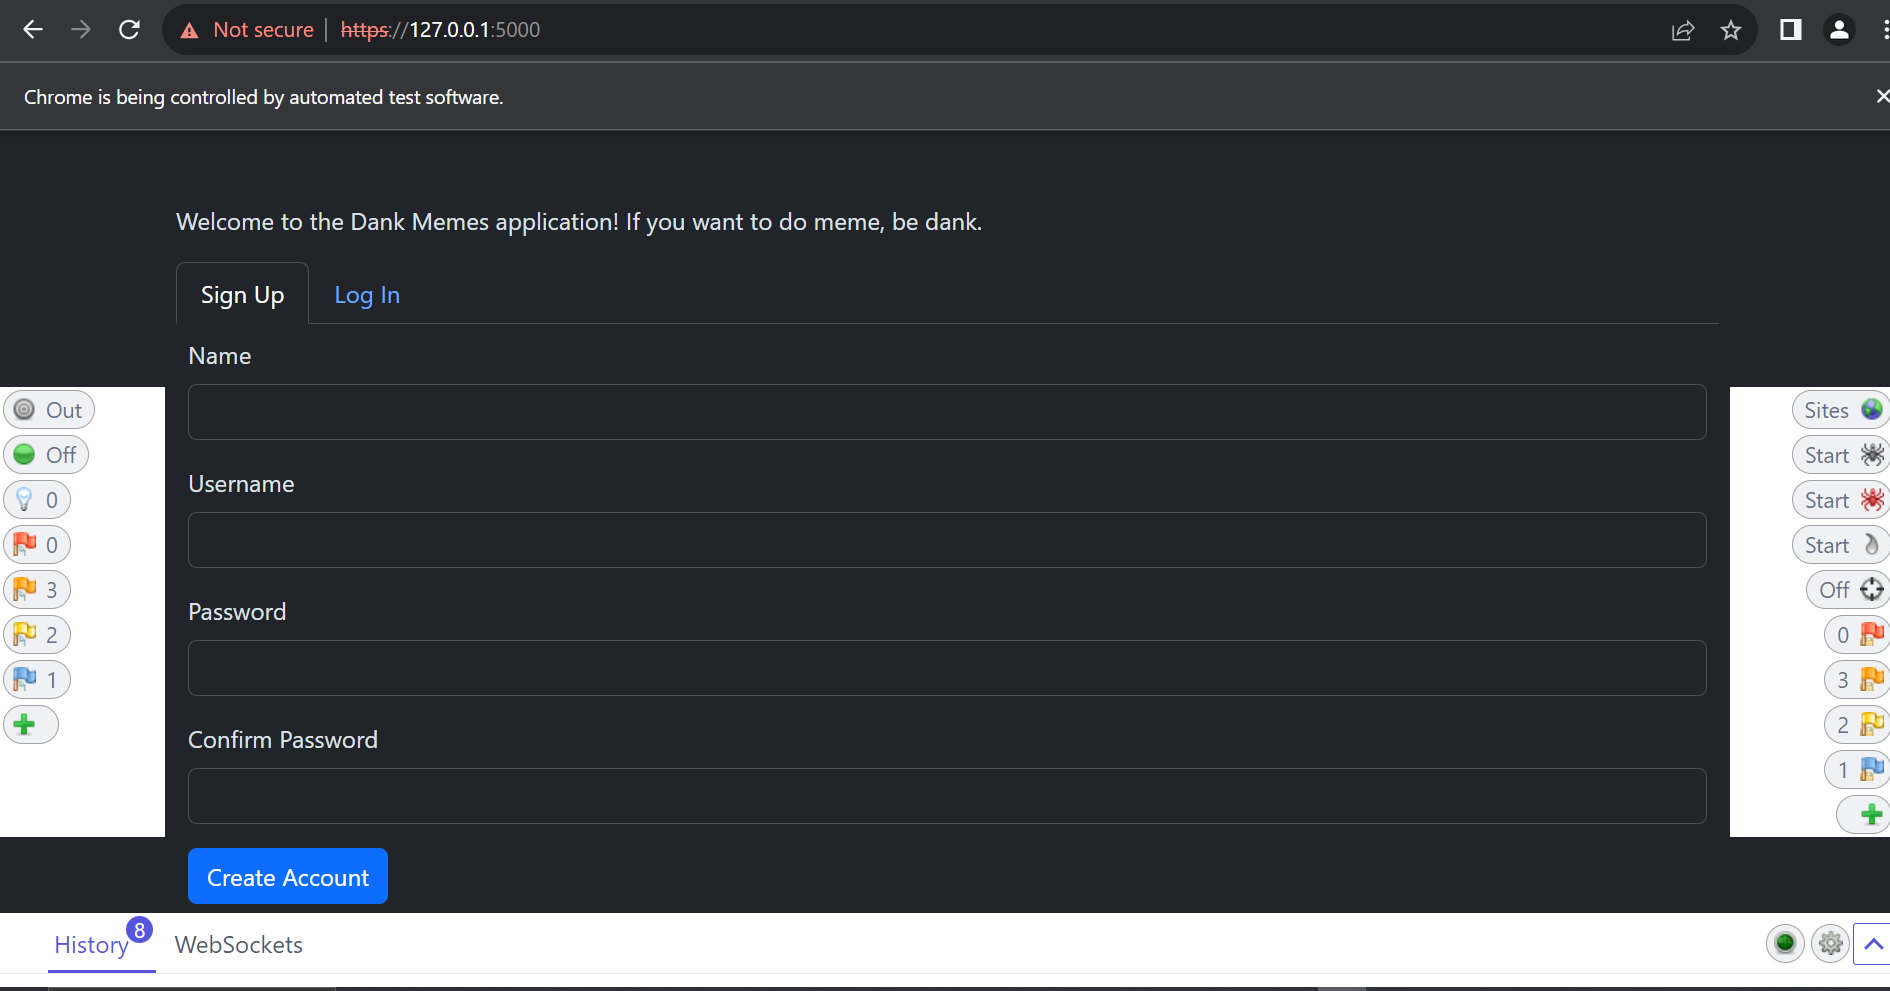 Not secure | https://127.0.0.1:5000
Chrome is being controlled by automated test software.
Welcome to the Dank Memes application! If you want to do meme, be dank.
Sign Up
Log In
Name
Username
Password
Confirm Password
Create Account
Out
Off
0
0
3
2
1
Sites
Start
Start
Start
Off
0
3
2
1
History 8
WebSockets